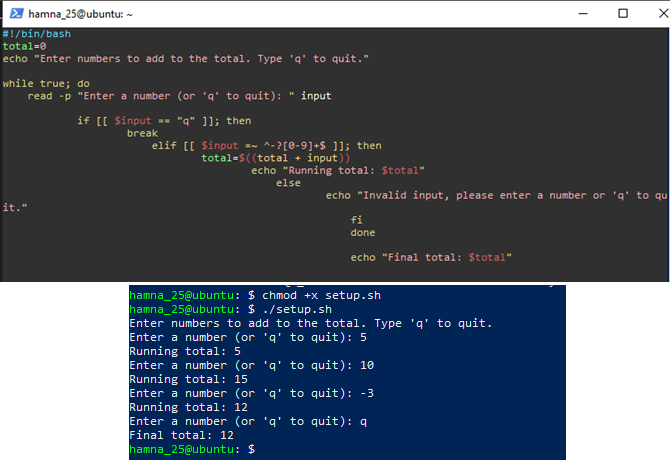 hamna_25@ubuntu: ~
#!/bin/bash
total=0
echo "Enter numbers to add to the total. Type 'q' to quit."
while true; do
read -p "Enter a number (or 'q' to quit): " input
if [[ $input == "q" ]]; then
break
elif [[ $input =~ ^-?[0-9]+$ ]]; then
total=$((total + input))
echo "Running total: $total"
else
echo "Invalid input, please enter a number or 'q' to qu
it."
fi
done
echo "Final total: $total"
hamna_25@ubuntu: $ chmod +x setup.sh
hamna_25@ubuntu: $ ./setup.sh
Enter numbers to add to the total. Type 'q' to quit.
Enter a number (or 'q' to quit): 5
Running total: 5
Enter a number (or 'q' to quit): 10
Running total: 15
Enter a number (or 'q' to quit): -3
Running total: 12
Enter a number (or 'q' to quit): q
Final total: 12
hamna_25@ubuntu: $